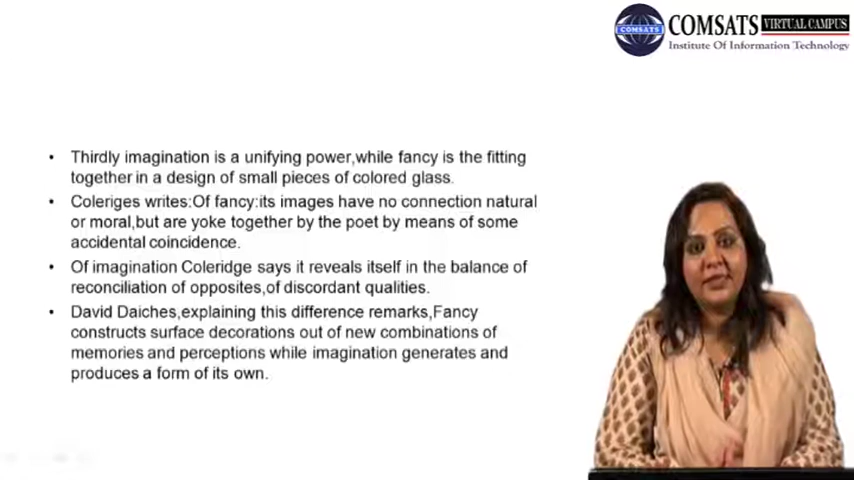 COMSATS VIRTUAL CAMPUS
Institute Of Information Technology
COMSATS
• Thirdly imagination is a unifying power,while fancy is the fitting
together in a design of small pieces of colored glass.
• Coleriges writes:Of fancy:its images have no connection natural
or moral,but are yoke together by the poet by means of some
accidental coincidence.
• Of imagination Coleridge says it reveals itself in the balance of
reconciliation of opposites,of discordant qualities.
• David Daiches,explaining this difference remarks,Fancy
constructs surface decorations out of new combinations of
memories and perceptions while imagination generates and
produces a form of its own.